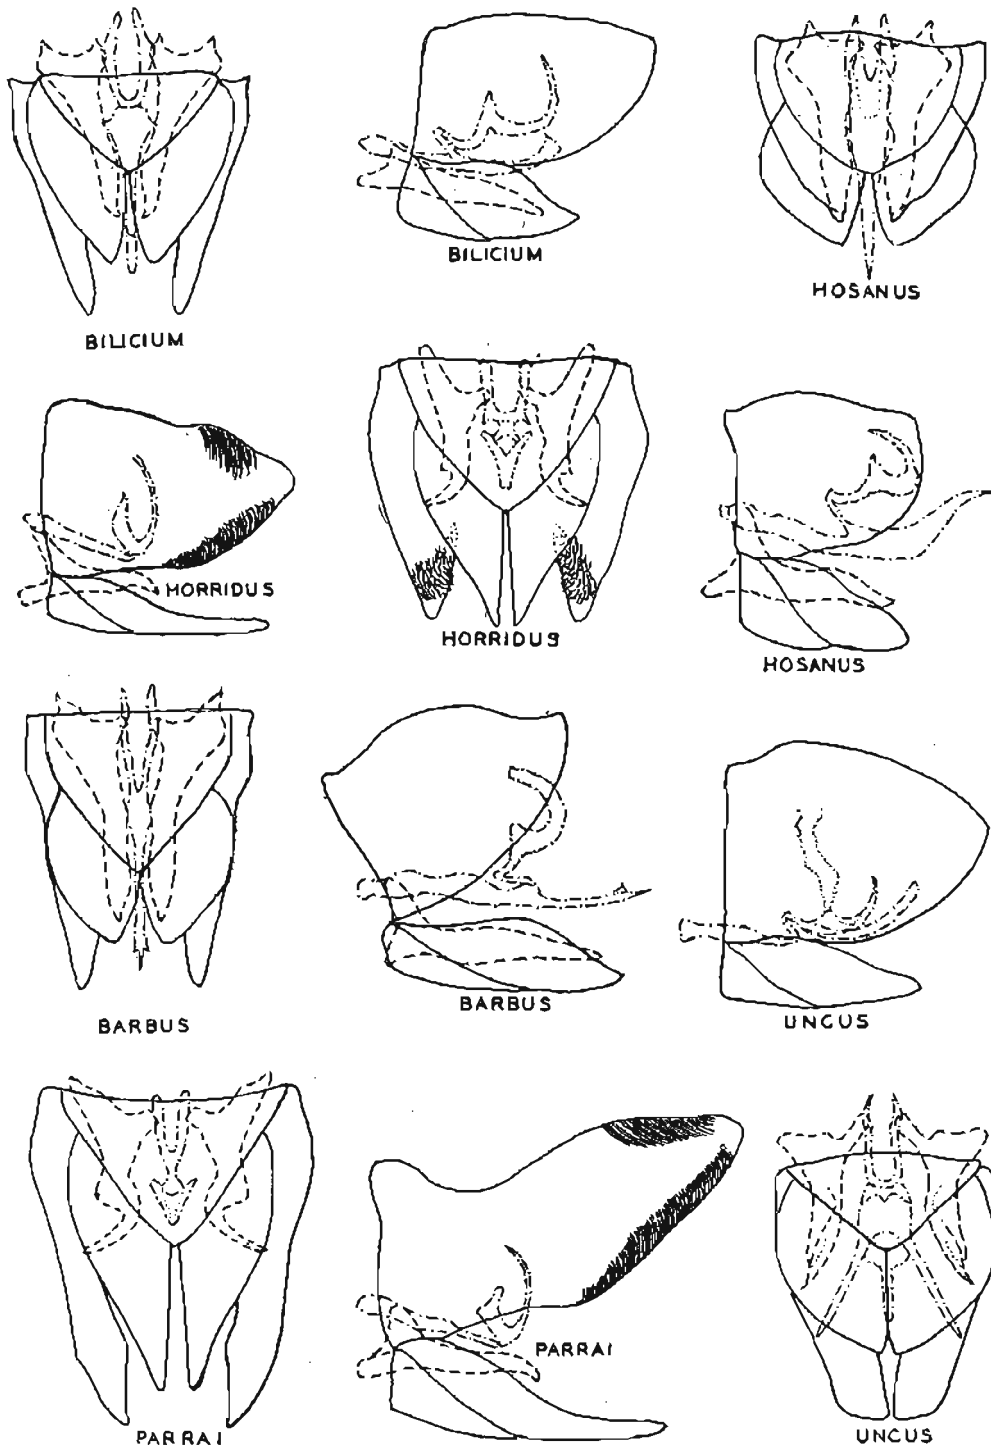 BILICIUM
BILICIUM
HOSANUS
HORRIDUS
HORRIDUS
HOSANUS
BARBUS
BARBUS
UNCUS
PARRAI
PARRAI
UNCUS